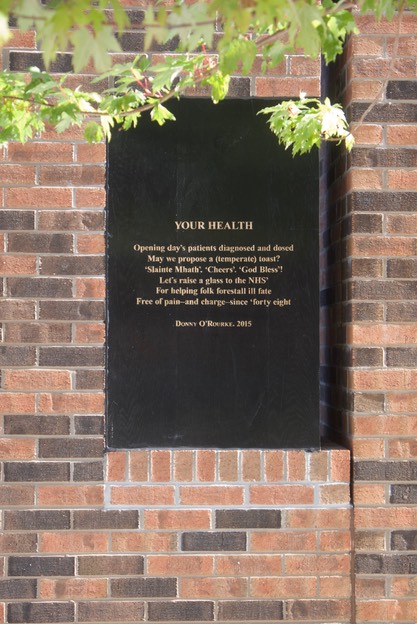 YOUR HEALTH
Opening day's patients diagnosed and dosed
May we propose a (temperate) toast?
'Slainte Mhath'. 'Cheers'. 'God Bless'!
Let's raise a glass to the NHS'
For helping folk forestall ill fate
Free of pain–and charge–since 'forty eight
DONNY O'ROURKE. 2015